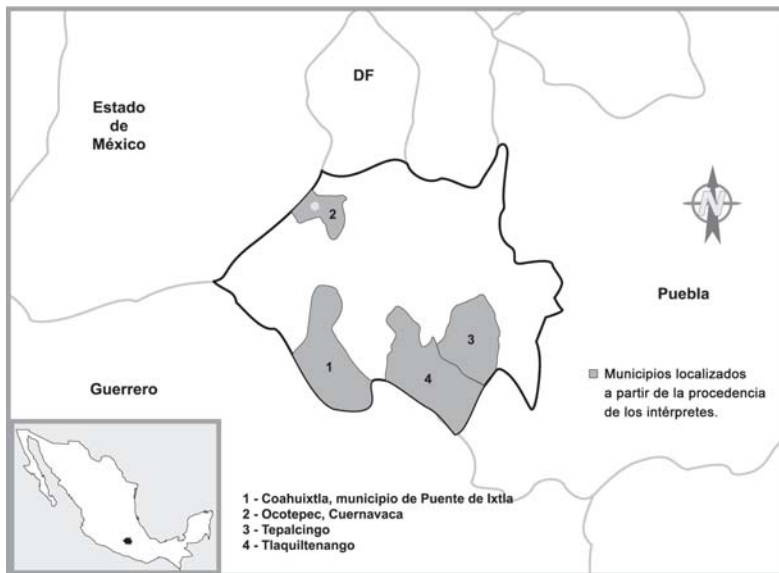 DF
Estado
de
México
2
N
Puebla
3
1
4
Guerrero
Municipios localizados
a partir de la procedencia
de los intérpretes.
1 - Coahuixtla, municipio de Puente de Ixtla
2 - Ocotepec, Cuernavaca
3 - Tepalcingo
4 - Tlaquiltenango